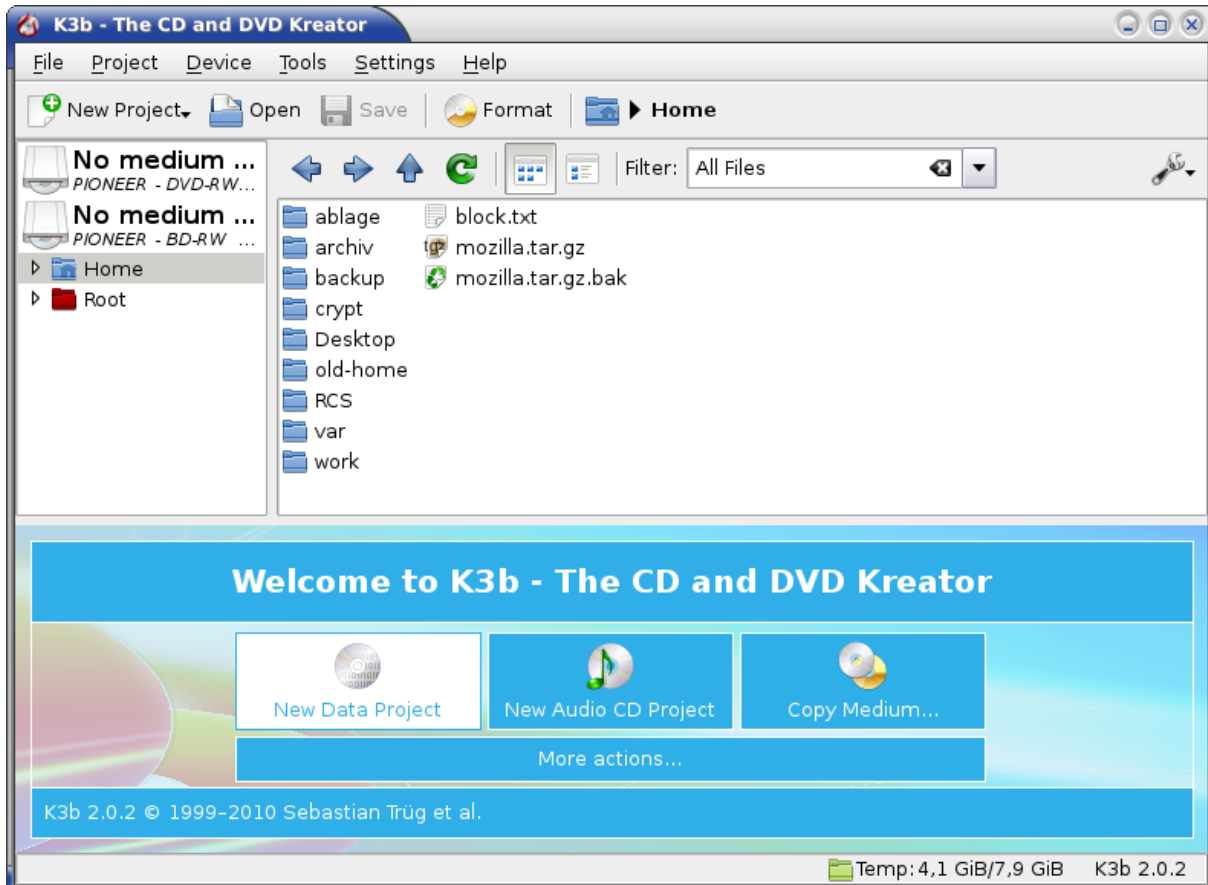 K3b - The CD and DVD Kreator
File Project Device Tools Settings Help
New Project Open Save Format Home
No medium ...
PIONEER - DVD-RW...
No medium ...
PIONEER - BD-RW ...
Home
Root
Filter: All Files
ablage
archiv
backup
crypt
Desktop
old-home
RCS
var
work
block.txt
mozilla.tar.gz
mozilla.tar.gz.bak
Welcome to K3b - The CD and DVD Kreator
New Data Project
New Audio CD Project
Copy Medium...
More actions...
K3b 2.0.2 © 1999–2010 Sebastian Trüg et al.
Temp: 4,1 GiB/7,9 GiB K3b 2.0.2